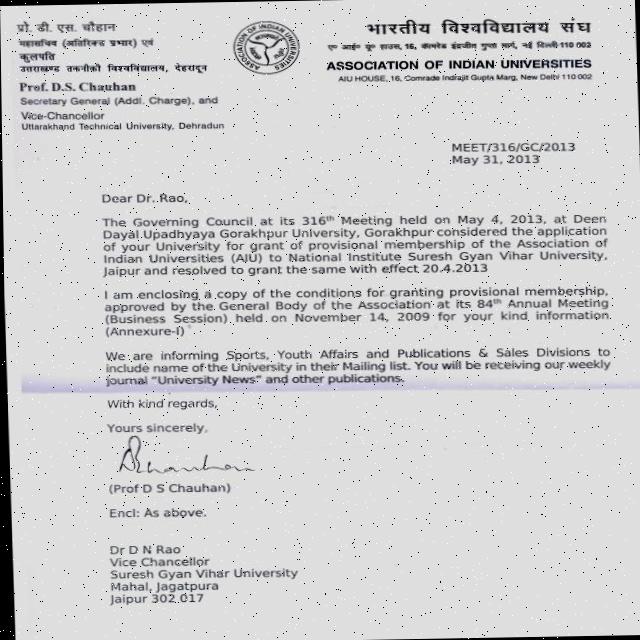 प्रो. डी. एस. चौहान
महासचिव (अतिरिक्त प्रभार) एवं
कुलपति
उत्तराखण्ड तकनीकी विश्वविद्यालय, देहरादून
Prof. D.S. Chauhan
Secretary General (Addl. Charge), and
Vice-Chancellor
Uttarakhand Technical University, Dehradun
ASSOCIATION OF INDIAN UNIVERSITIES
भारतीय विश्वविद्यालय संघ
ए० आई० यू० हाउस, 16, कामरेड इंद्रजीत गुप्ता मार्ग, नई दिल्ली-110 002
ASSOCIATION OF INDIAN UNIVERSITIES
AIU HOUSE, 16, Comrade Indrajit Gupta Marg, New Delhi 110 002
MEET/316/GC/2013
May 31, 2013
Dear Dr. Rao,
The Governing Council at its 316th Meeting held on May 4, 2013, at Deen
Dayal Upadhyaya Gorakhpur University, Gorakhpur considered the application
of your University for grant of provisional membership of the Association of
Indian Universities (AIU) to National Institute Suresh Gyan Vihar University,
Jaipur and resolved to grant the same with effect 20.4.2013
I am enclosing a copy of the conditions for granting provisional membership,
approved by the General Body of the Association at its 84th Annual Meeting
(Business Session) held on November 14, 2009 for your kind information.
(Annexure-I)
We are informing Sports, Youth Affairs and Publications & Sales Divisions to
include name of the University in their Mailing list. You will be receiving our weekly
journal "University News" and other publications.
With kind regards,
Yours sincerely,
DSChauhan
(Prof D S Chauhan)
Encl: As above.
Dr D N Rao
Vice Chancellor
Suresh Gyan Vihar University
Mahal, Jagatpura
Jaipur 302 017